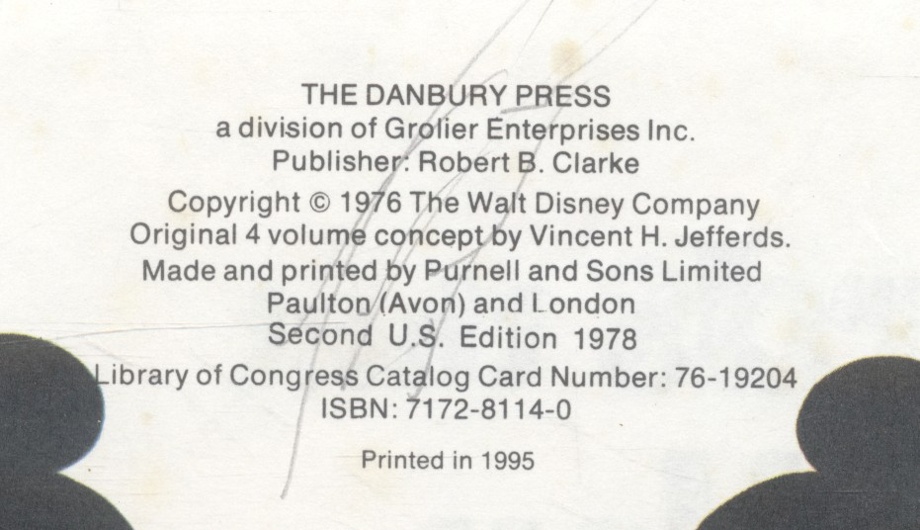 THE DANBURY PRESS
a division of Grolier Enterprises Inc.
Publisher: Robert B. Clarke
Copyright © 1976 The Walt Disney Company
Original 4 volume concept by Vincent H. Jefferds.
Made and printed by Purnell and Sons Limited
Paulton (Avon) and London
Second U.S. Edition 1978
Library of Congress Catalog Card Number: 76-19204
ISBN: 7172-8114-0
Printed in 1995